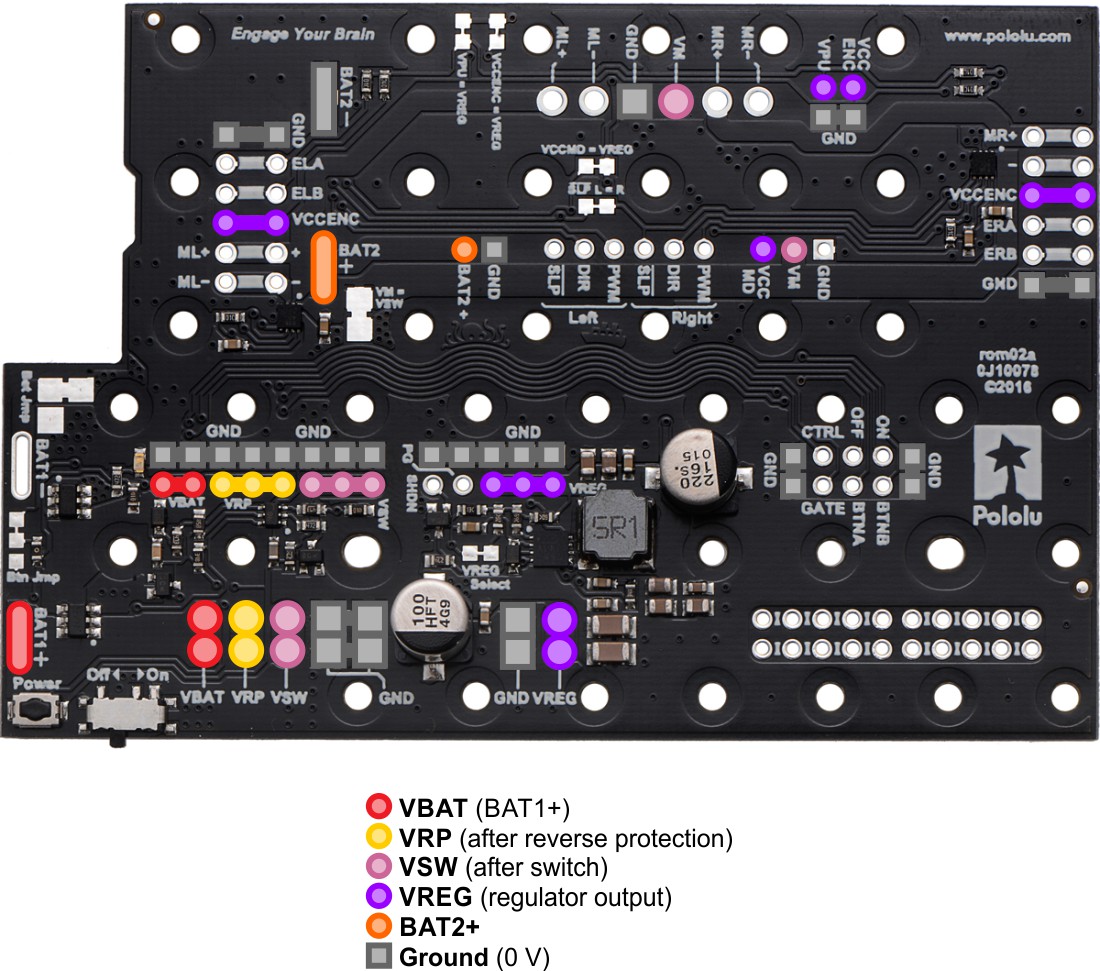 Engage Your Brain
www.pololu.com
VPU = VREG
VCCENC = VREG
ML+
ML-
GND
VM
MR+
MR-
VPU
VCC
ENC
GND
BAT2 -
GND
ELA
ELB
VCCENC
ML+
+
ML-
-
BAT2
+
VM =
VSW
VCCMD = VREG
SLP L = R
MR+
-
VCCENC
ERA
ERB
GND
BAT2+
GND
SLP
DIR
PWM
SLP
DIR
PWM
Left
Right
VCC
MD
VM
GND
rom02a
0J10078
©2016
Bat Jmp
BAT1-
GND
GND
VBAT
VRP
VSW
PG
SHDN
GND
VREG
VREG
Select
220
16S.
015
5R1
CTRL
OFF
ON
GND
GND
GATE
BTNA
BTNB
Pololu
Btn Jmp
BAT1+
100
HFT
4G9
Power
Off
On
VBAT
VRP
VSW
GND
GND
VREG
VBAT (BAT1+)
VRP (after reverse protection)
VSW (after switch)
VREG (regulator output)
BAT2+
Ground (0 V)